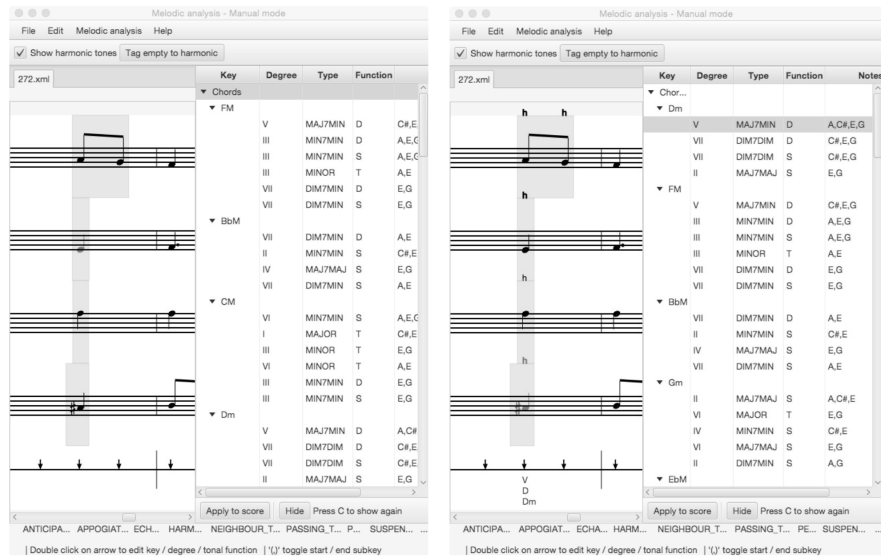 Melodic analysis - Manual mode
File Edit Melodic analysis Help
Show harmonic tones Tag empty to harmonic
272.xml
Key Degree Type Function
Chords
FM
V MAJ7MIN D C#,E
III MIN7MIN D A,E,G
III MIN7MIN S A,E,G
III MINOR T A,E
VII DIM7MIN D E,G
VII DIM7MIN S E,G
BbM
VII DIM7MIN D A,E
II MIN7MIN S C#,E
IV MAJ7MAJ S E,G
VII DIM7MIN S A,E
CM
VI MIN7MIN S A,E,G
I MAJOR T C#,E
III MINOR T E,G
VI MINOR T A,E
III MIN7MIN D E,G
III MIN7MIN S E,G
Dm
V MAJ7MIN D A,C#
VII DIM7DIM D C#,E
VII DIM7DIM S C#,E
II MAJ7MAJ S E,G
Apply to score Hide Press C to show again
ANTICIPA... APPOGIAT... ECH... HARM... NEIGHBOUR_T... PASSING_T... P... SUSPEN... ...
| Double click on arrow to edit key / degree / tonal function | '(,)' toggle start / end subkey
Melodic analysis - Manual mode
File Edit Melodic analysis Help
Show harmonic tones Tag empty to harmonic
272.xml
Key Degree Type Function Notes
Chor...
h h
Dm
V MAJ7MIN D A,C#,E,G
VII DIM7DIM D C#,E,G
VII DIM7DIM S C#,E,G
II MAJ7MAJ S E,G
h
FM
V MAJ7MIN D C#,E,G
III MIN7MIN D A,E,G
III MIN7MIN S A,E,G
III MINOR T A,E
VII DIM7MIN D E,G
VII DIM7MIN S E,G
h
BbM
VII DIM7MIN D A,E
II MIN7MIN S C#,E
IV MAJ7MAJ S E,G
VII DIM7MIN S A,E
h
Gm
II MAJ7MAJ S A,C#,E
VI MAJOR T E,G
IV MIN7MIN S C#,E
VI MAJ7MAJ S E,G
II DIM7MIN S A,G
EbM
V
D
Dm
Apply to score Hide Press C to show again
ANTICIPA... APPOGIAT... ECHA... HARM... NEIGHBOUR_T... PASSING_T... PE... SUSPEN... ...
| Double click on arrow to edit key / degree / tonal function | '(,)' toggle start / end subkey